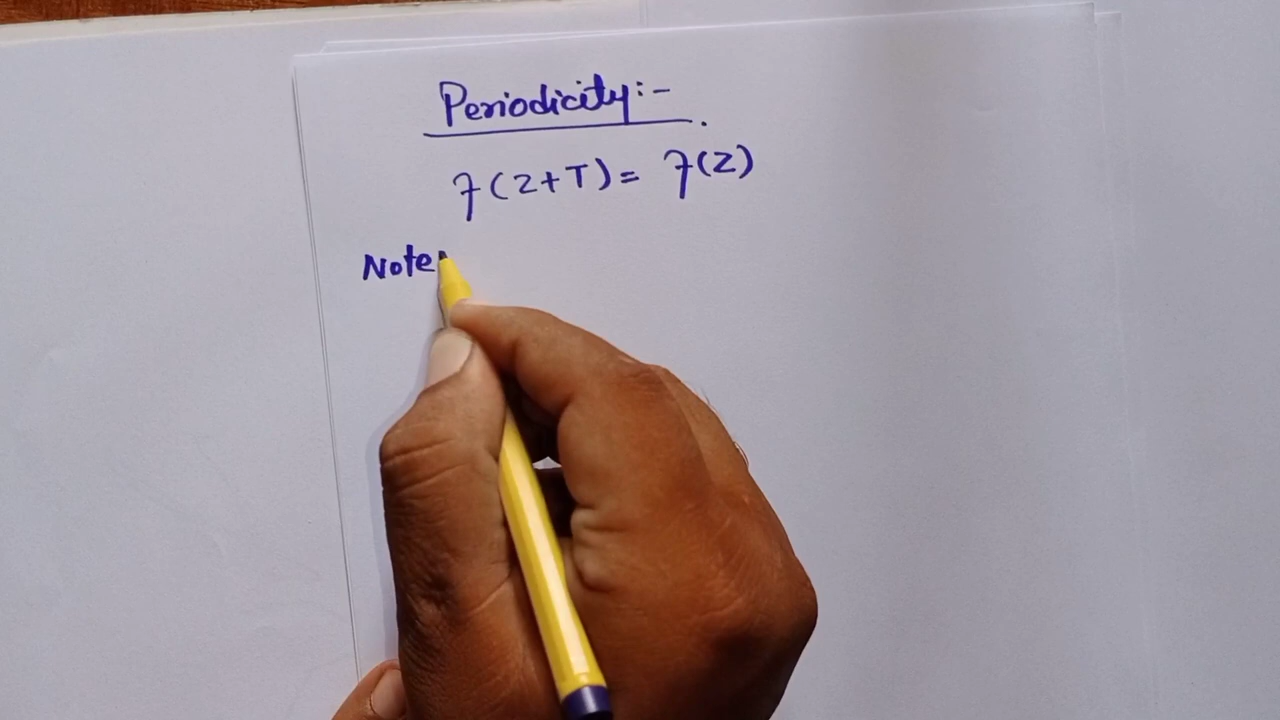 Periodicity:-
f(z+T) = f(z)
Note